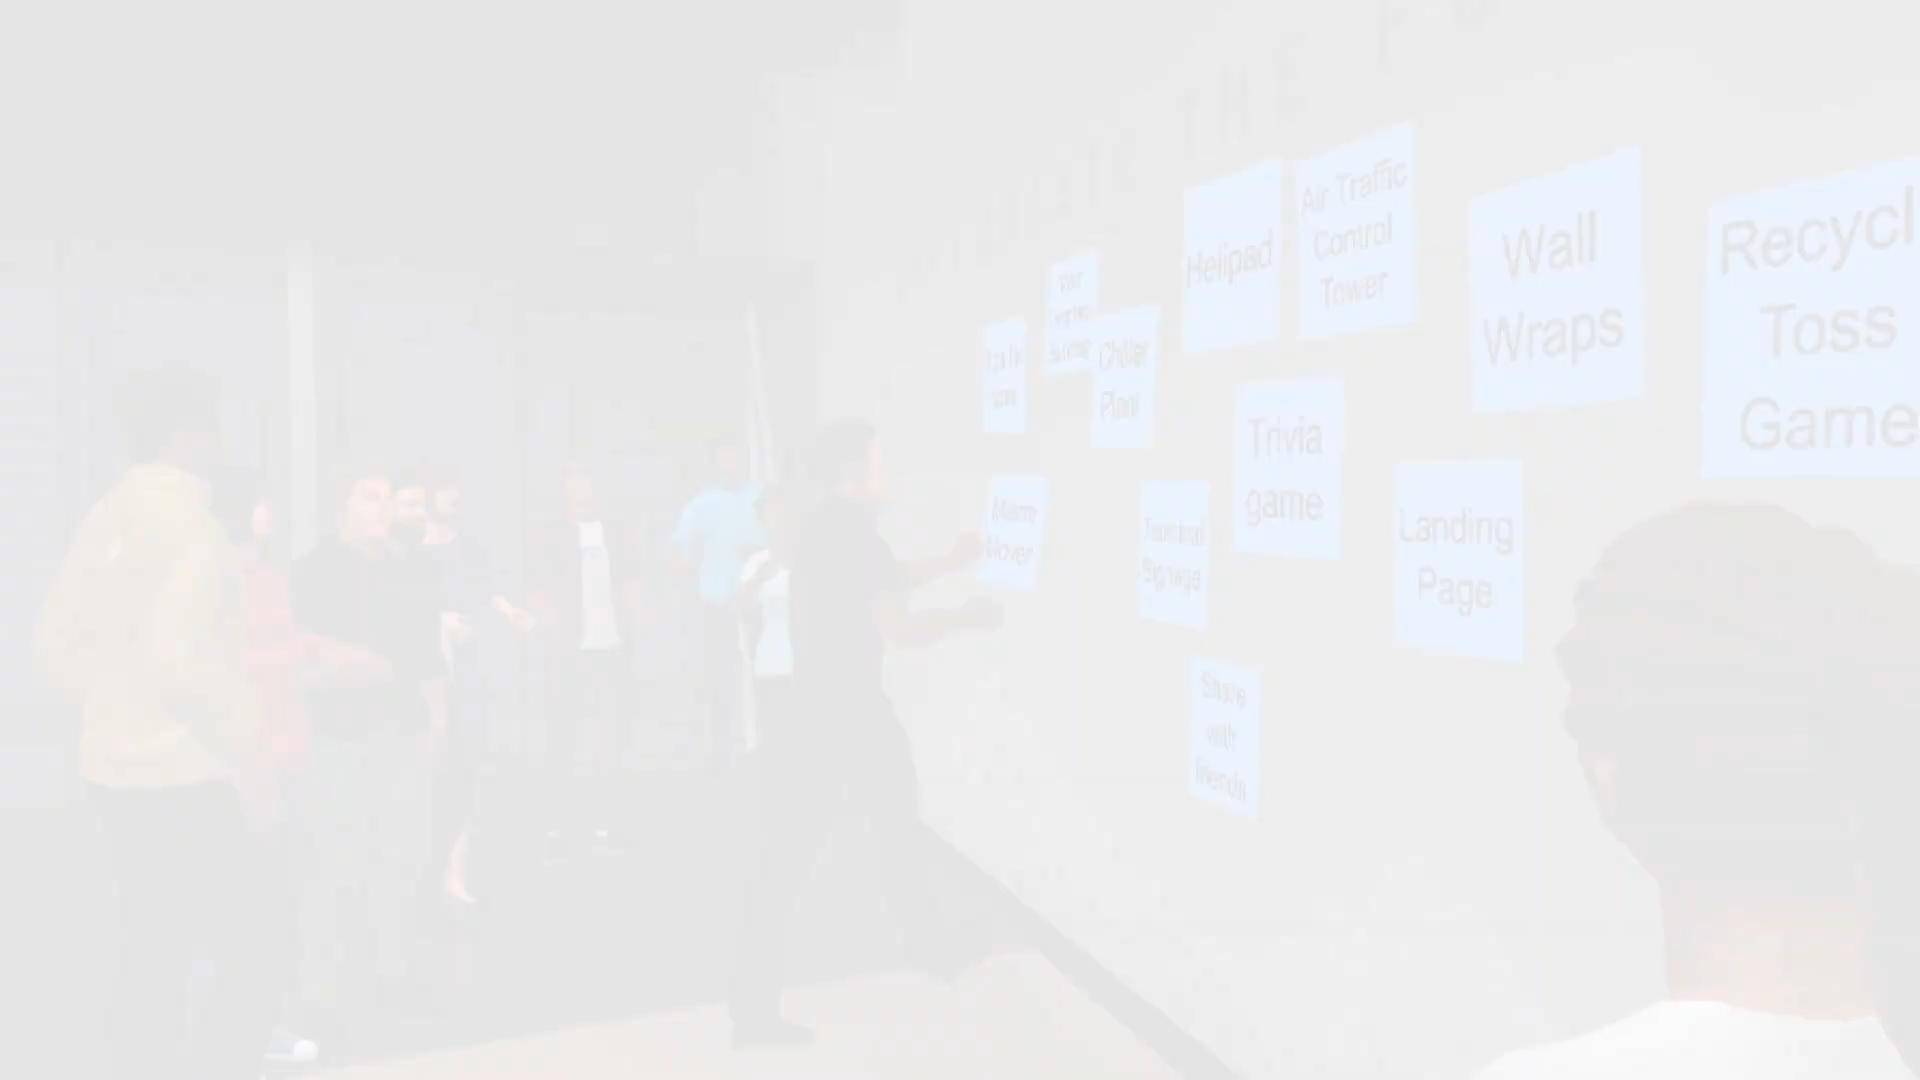 Helipad
Air Traffic
Control
Tower
Wall
Wraps
Recycl
Toss
Game
Chiller
Plant
Trivia
game
Landing
Page
Terminal
Signage
Share
with
friends
Mover